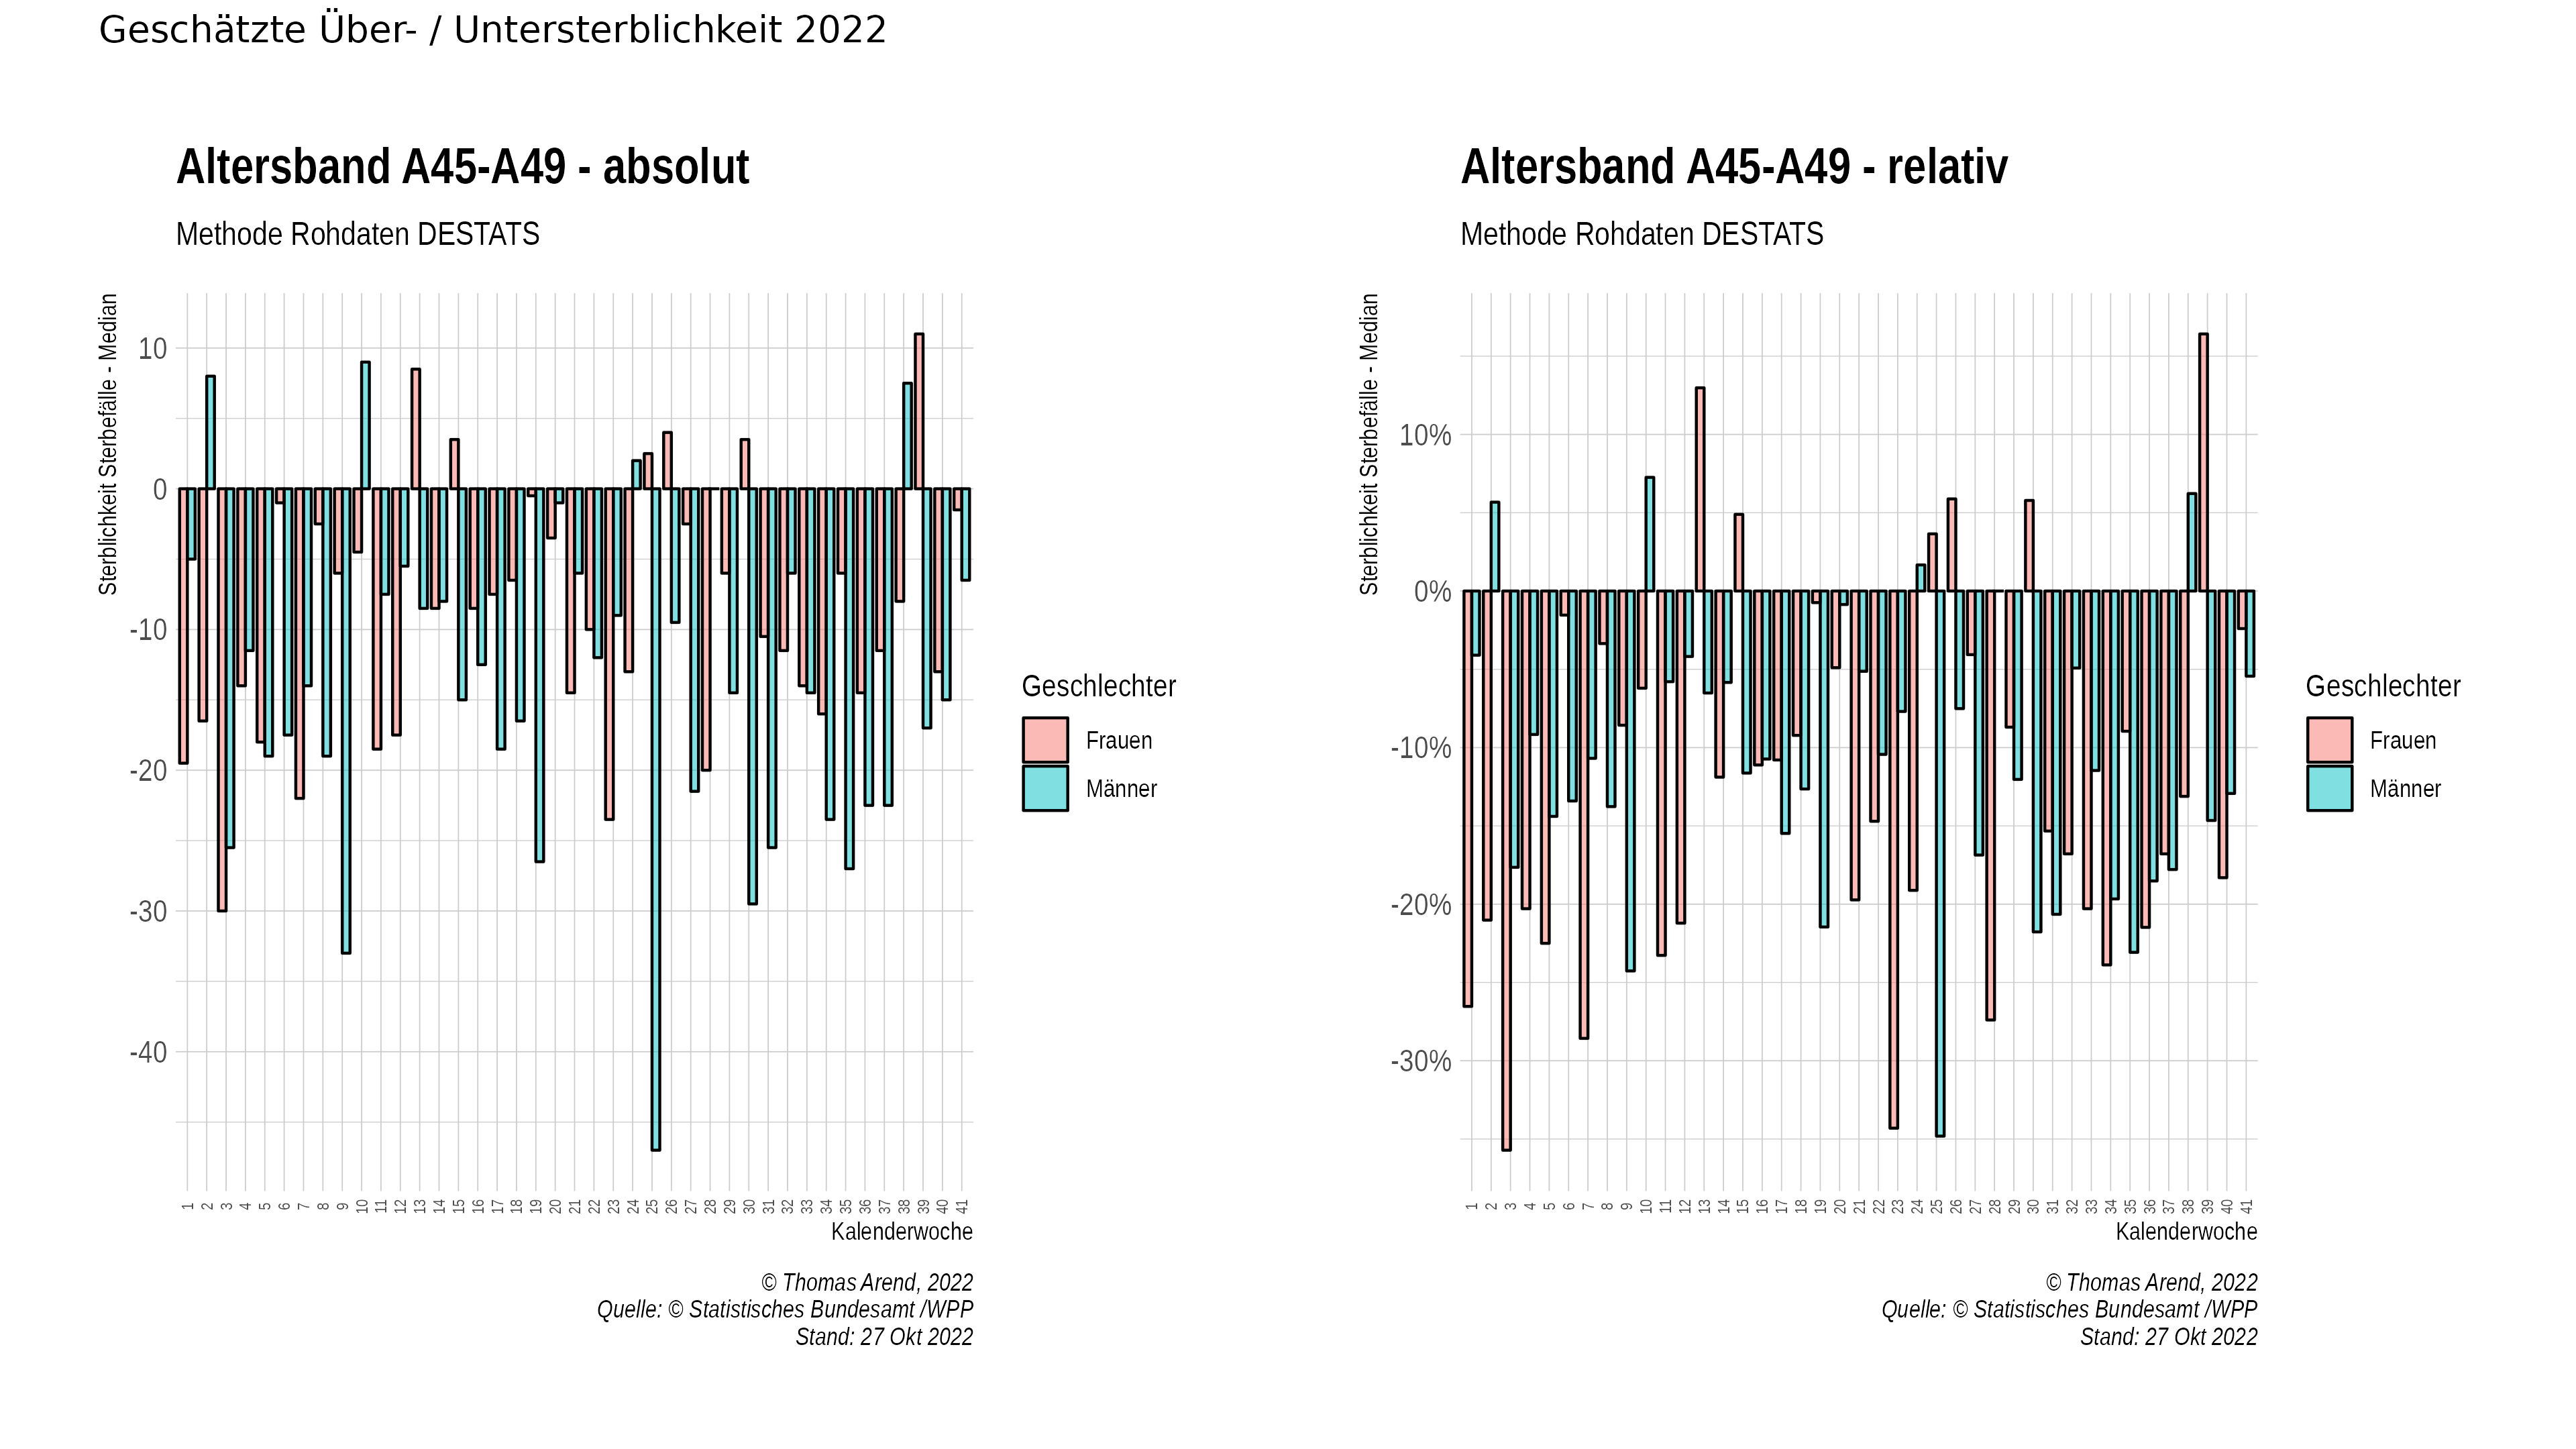 Geschätzte Über- / Untersterblichkeit 2022
Altersband A45-A49 - absolut
Methode Rohdaten DESTATS
Sterblichkeit Sterbefälle - Median
10
0
-10
-20
-30
-40
1 2 3 4 5 6 7 8 9 10 11 12 13 14 15 16 17 18 19 20 21 22 23 24 25 26 27 28 29 30 31 32 33 34 35 36 37 38 39 40 41
Kalenderwoche
Geschlechter
Frauen
Männer
© Thomas Arend, 2022
Quelle: © Statistisches Bundesamt /WPP
Stand: 27 Okt 2022
Altersband A45-A49 - relativ
Methode Rohdaten DESTATS
Sterblichkeit Sterbefälle - Median
10%
0%
-10%
-20%
-30%
1 2 3 4 5 6 7 8 9 10 11 12 13 14 15 16 17 18 19 20 21 22 23 24 25 26 27 28 29 30 31 32 33 34 35 36 37 38 39 40 41
Kalenderwoche
Geschlechter
Frauen
Männer
© Thomas Arend, 2022
Quelle: © Statistisches Bundesamt /WPP
Stand: 27 Okt 2022